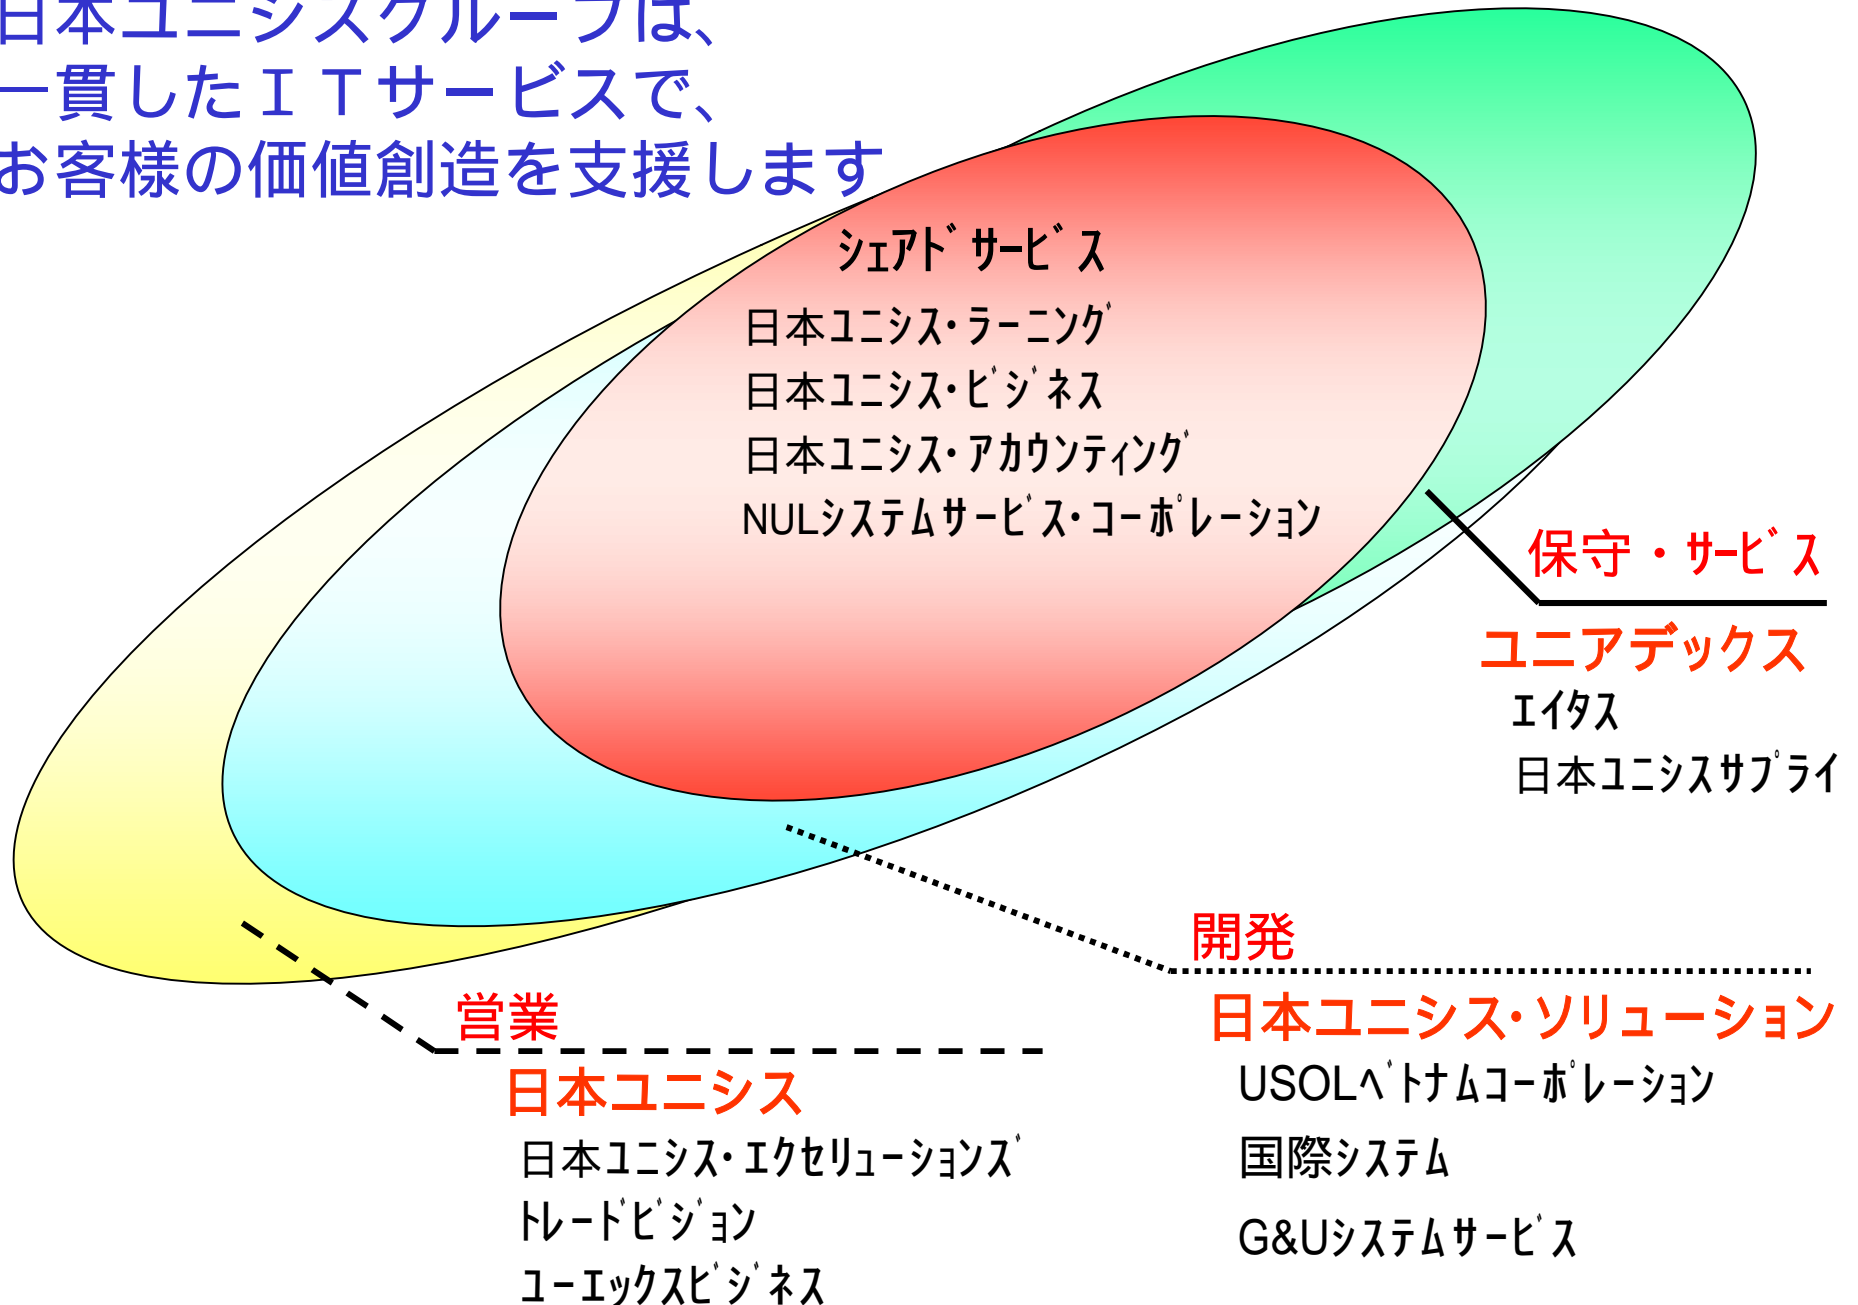 日本ユニシスグループは、
一貫したＩＴサービスで、
お客様の価値創造を支援します
ｼｪｱﾄﾞｻｰﾋﾞｽ
日本ﾕﾆｼｽ･ﾗｰﾆﾝｸﾞ
日本ﾕﾆｼｽ･ﾋﾞｼﾞﾈｽ
日本ﾕﾆｼｽ･ｱｶｳﾝﾃｨﾝｸﾞ
NULｼｽﾃﾑｻｰﾋﾞｽ･ｺｰﾎﾟﾚｰｼｮﾝ
保守・ｻｰﾋﾞｽ
ユニアデックス
ｴｲﾀｽ
日本ﾕﾆｼｽｻﾌﾟﾗｲ
開発
日本ユニシス･ソリューション
USOLﾍﾞﾄﾅﾑｺｰﾎﾟﾚｰｼｮﾝ
国際ｼｽﾃﾑ
G&Uｼｽﾃﾑｻｰﾋﾞｽ
営業
日本ユニシス
日本ﾕﾆｼｽ･ｴｸｾﾘｭｰｼｮﾝｽﾞ
ﾄﾚｰﾄﾞﾋﾞｼﾞｮﾝ
ﾕｰｴｯｸｽﾋﾞｼﾞﾈｽ